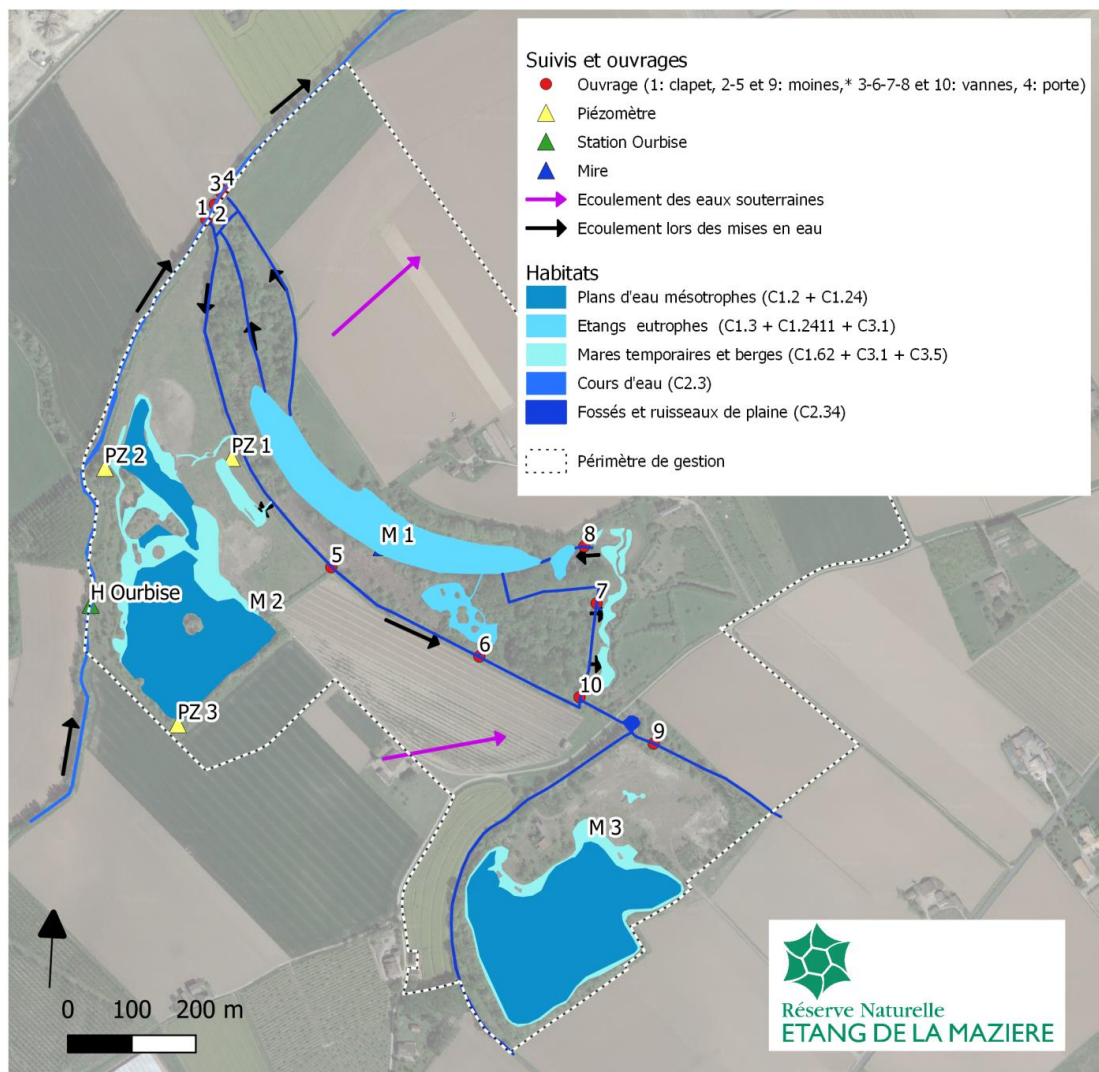 Suivis et ouvrages
Ouvrage (1: clapet, 2-5 et 9: moines,* 3-6-7-8 et 10: vannes, 4: porte)
Piézomètre
Station Ourbise
Mire
Ecoulement des eaux souterraines
Ecoulement lors des mises en eau
Habitats
Plans d'eau mésotrophes (C1.2 + C1.24)
Etangs eutrophes (C1.3 + C1.2411 + C3.1)
Mares temporaires et berges (C1.62 + C3.1 + C3.5)
Cours d'eau (C2.3)
Fossés et ruisseaux de plaine (C2.34)
Périmètre de gestion
3 4
1 2
PZ 1
PZ 2
M 1
8
5
H Ourbise
M 2
7
6
10
PZ 3
9
M 3
0 100 200 m
Réserve Naturelle
ETANG DE LA MAZIERE